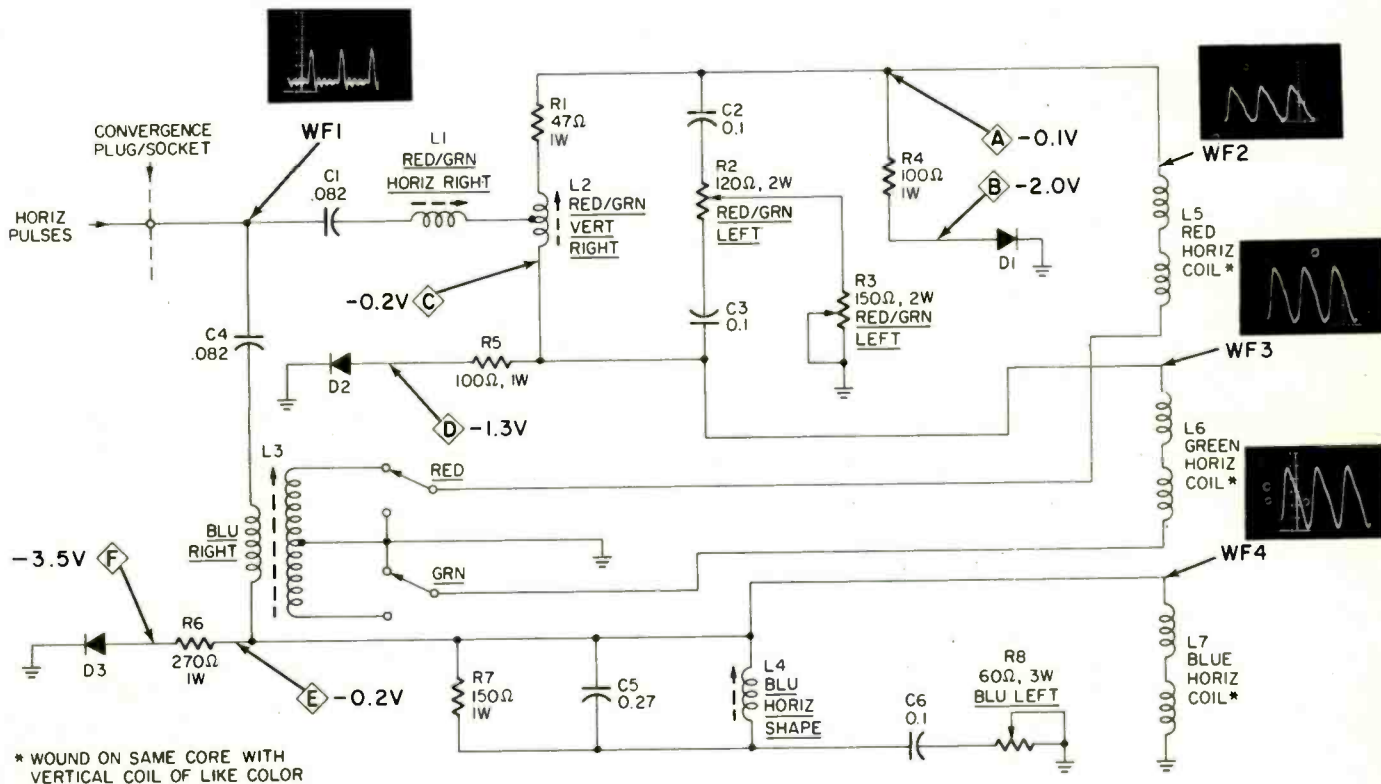 CONVERGENCE
PLUG/SOCKET
HORIZ
PULSES
WF1
C1
.082
L1
RED/GRN
HORIZ RIGHT
R1
47Ω
1W
L2
RED/GRN
VERT
RIGHT
C2
0.1
R2
120Ω, 2W
RED/GRN
LEFT
C3
0.1
R3
150Ω, 2W
RED/GRN
LEFT
R4
100Ω
1W
A -0.1V
B -2.0V
D1
WF2
L5
RED
HORIZ
COIL*
-0.2V C
C4
.082
D2
R5
100Ω, 1W
D -1.3V
WF3
L6
GREEN
HORIZ
COIL*
L3
RED
BLU
RIGHT
GRN
WF4
-3.5V F
R6
270Ω
1W
D3
E -0.2V
R7
150Ω
1W
C5
0.27
L4
BLU
HORIZ
SHAPE
C6
0.1
R8
60Ω, 3W
BLU LEFT
L7
BLUE
HORIZ
COIL*
* WOUND ON SAME CORE WITH
VERTICAL COIL OF LIKE COLOR